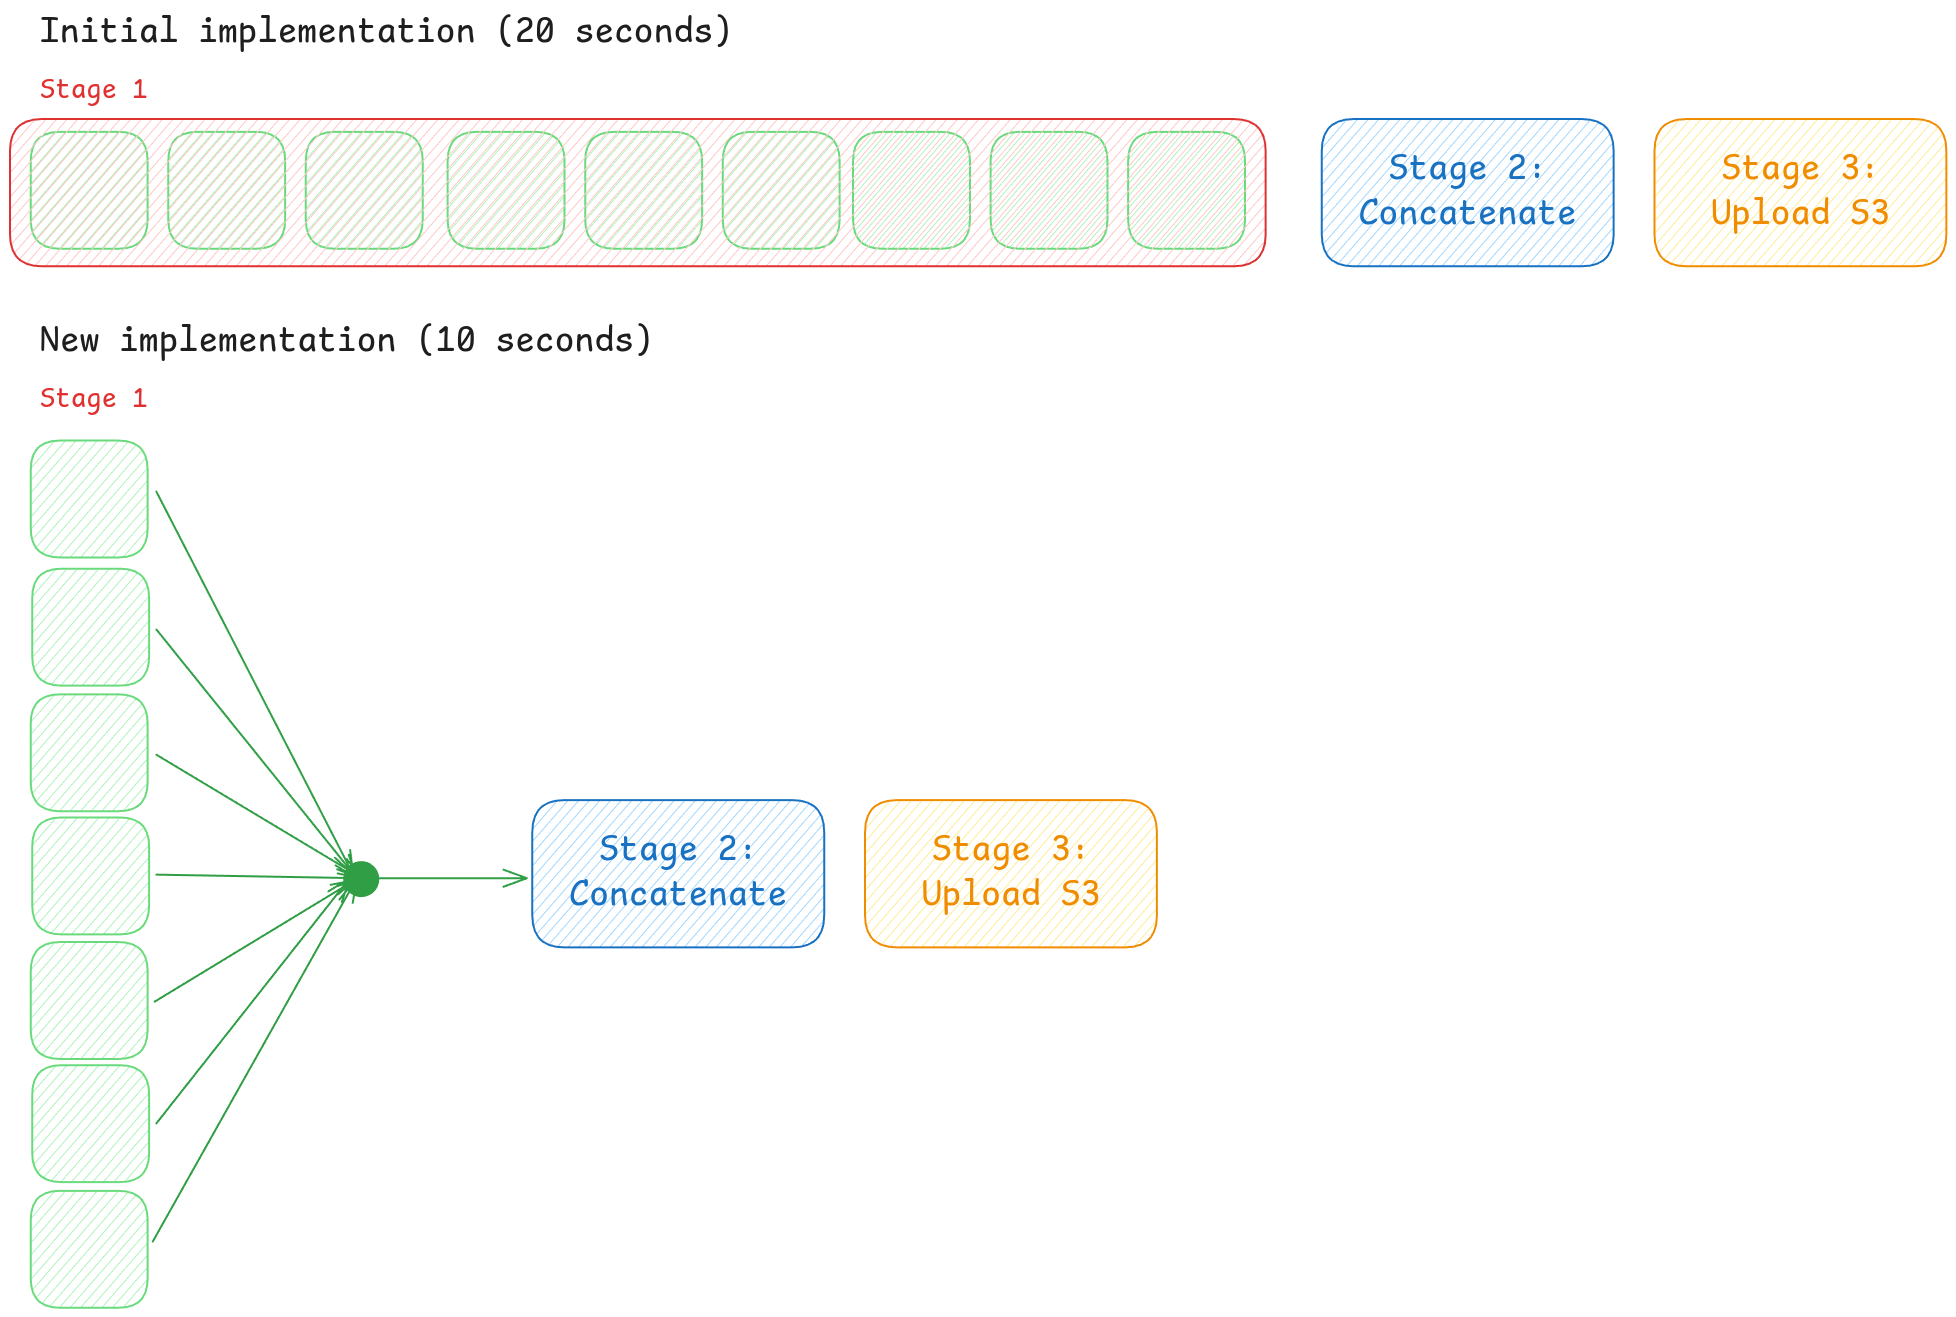 Initial implementation (20 seconds)
Stage 1
Stage 2:
Concatenate
Stage 3:
Upload S3
New implementation (10 seconds)
Stage 1
Stage 2:
Concatenate
Stage 3:
Upload S3